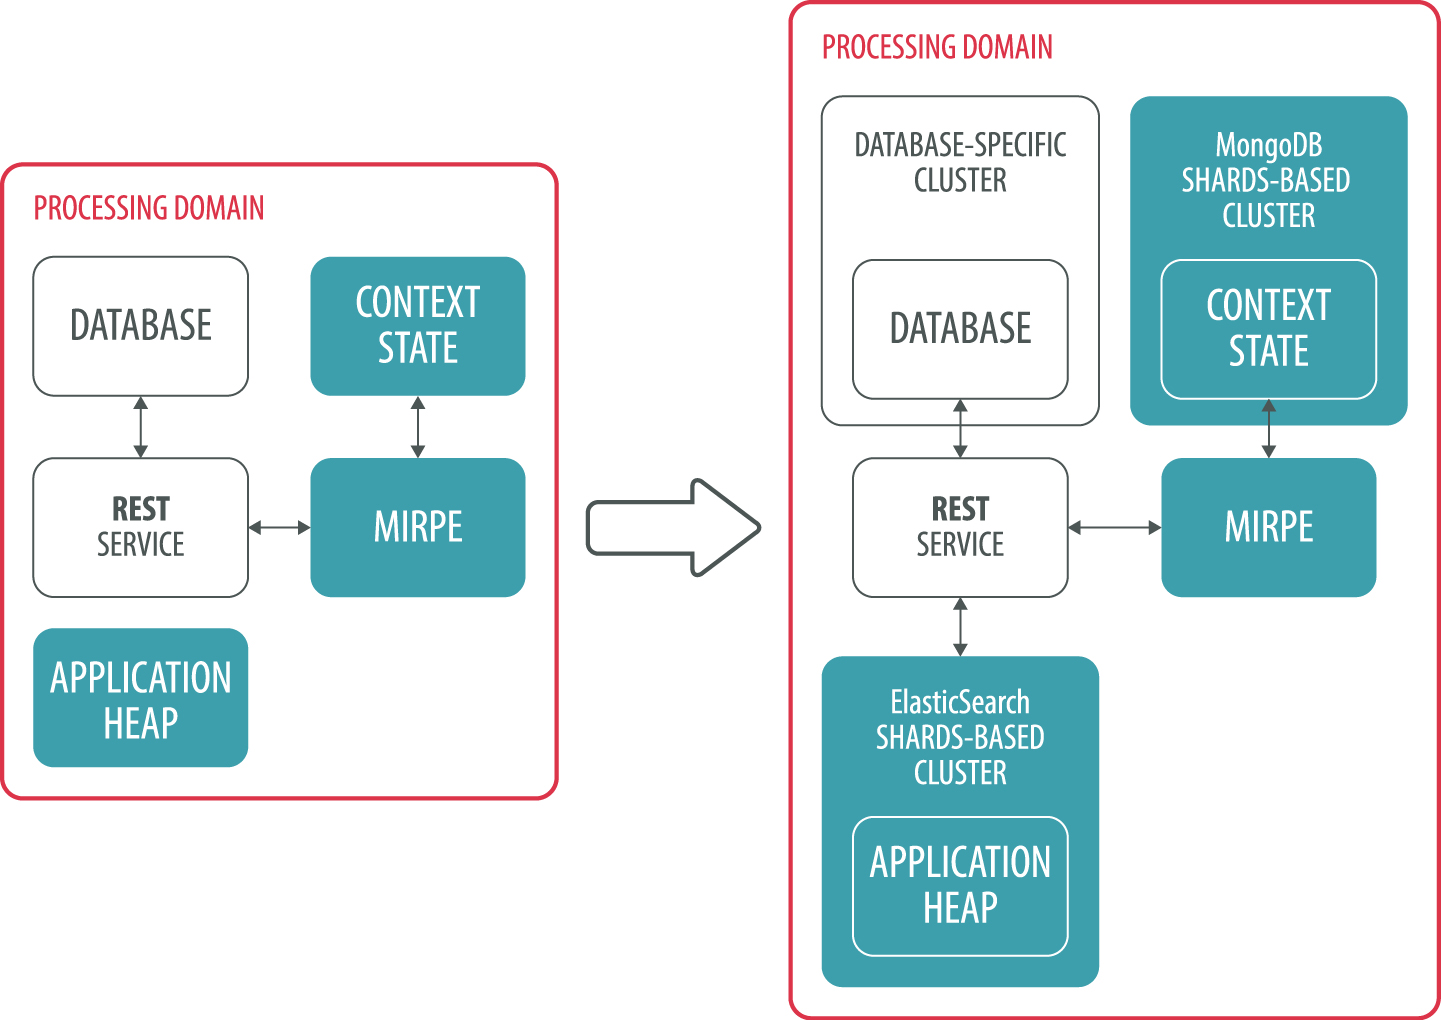 PROCESSING DOMAIN
DATABASE
CONTEXT
STATE
REST
SERVICE
MIRPE
APPLICATION
HEAP
PROCESSING DOMAIN
DATABASE-SPECIFIC
CLUSTER
DATABASE
MongoDB
SHARDS-BASED
CLUSTER
CONTEXT
STATE
REST
SERVICE
MIRPE
ElasticSearch
SHARDS-BASED
CLUSTER
APPLICATION
HEAP